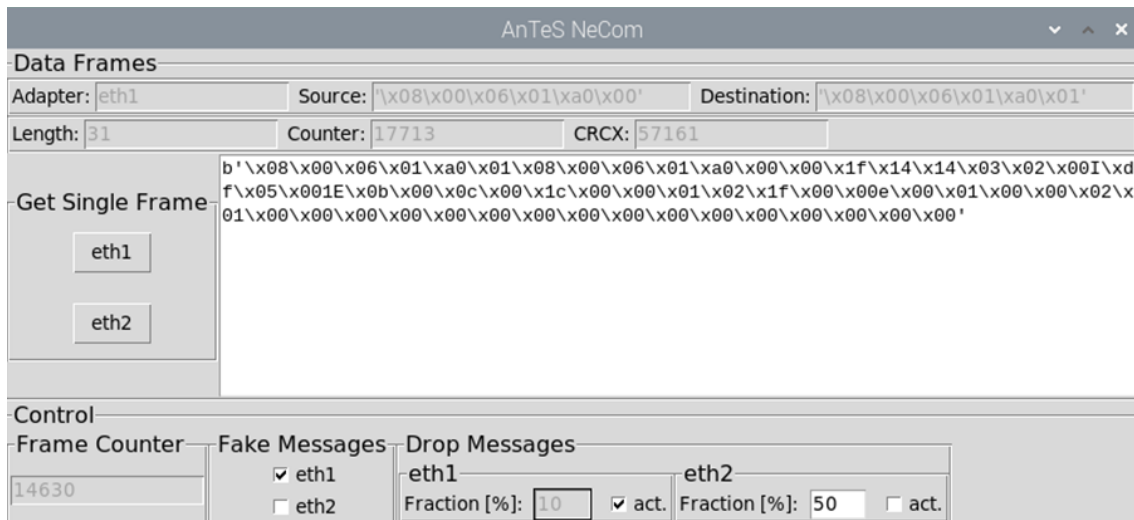 AnTeS NeCom
Data Frames
Adapter: eth1 Source: '\x08\x00\x06\x01\xa0\x00' Destination: '\x08\x00\x06\x01\xa0\x01'
Length: 31 Counter: 17713 CRCX: 57161
b'\x08\x00\x06\x01\xa0\x01\x08\x00\x06\x01\xa0\x00\x00\x1f\x14\x14\x03\x02\x00I\xd
f\x05\x001E\x0b\x00\x0c\x00\x1c\x00\x00\x01\x02\x1f\x00\x00e\x00\x01\x00\x00\x02\x
01\x00\x00\x00\x00\x00\x00\x00\x00\x00\x00\x00\x00\x00\x00\x00\x00'
Get Single Frame
eth1
eth2
Control
Frame Counter Fake Messages Drop Messages
14630
eth1
eth2
eth1
Fraction [%]: 10 act.
eth2
Fraction [%]: 50 act.